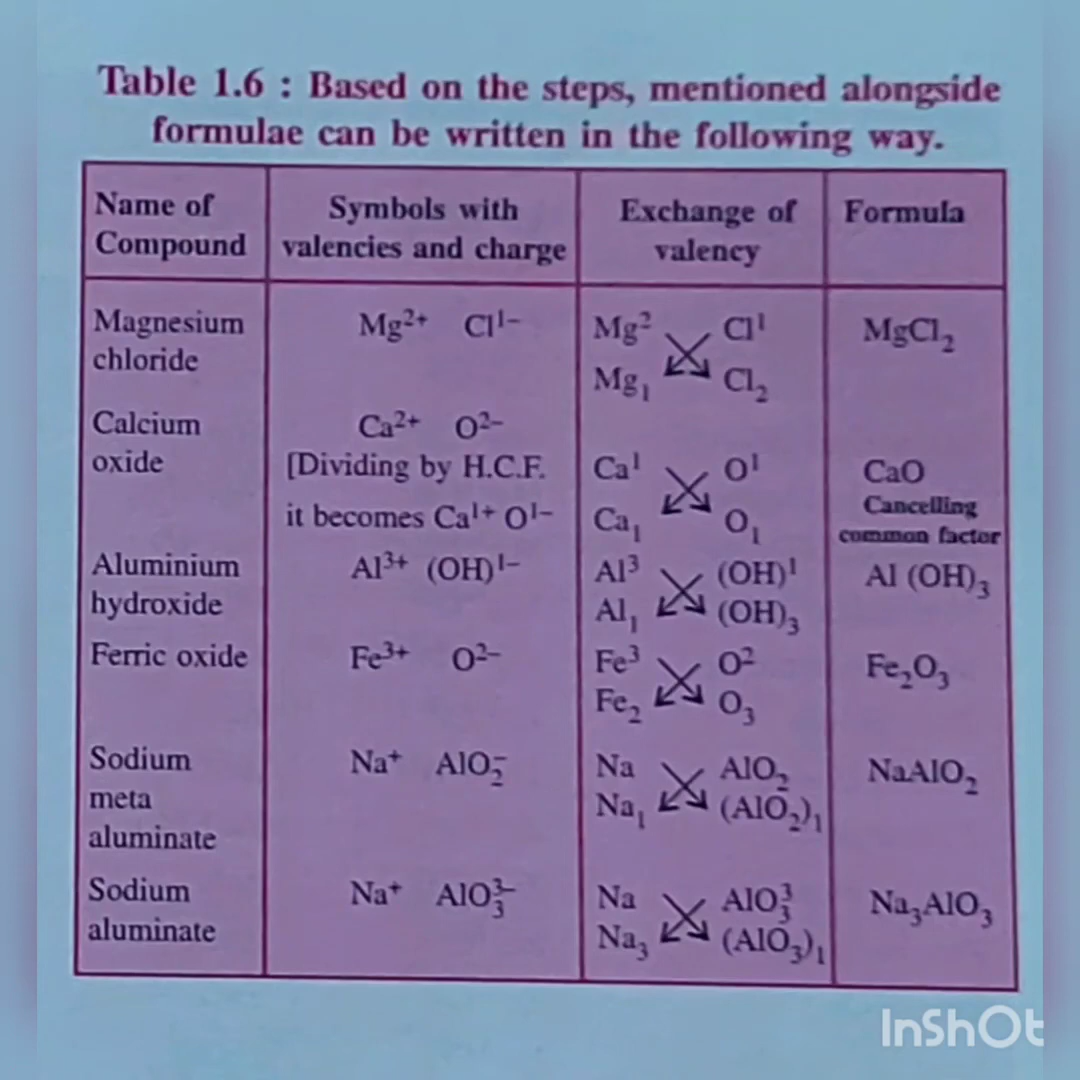 Table 1.6 : Based on the steps, mentioned alongside
formulae can be written in the following way.
Name of
Compound
Symbols with
valencies and charge
Exchange of
valency
Formula
Magnesium
chloride
Mg²⁺ Cl¹⁻
Mg² Cl¹
Mg₁ Cl₂
MgCl₂
Calcium
oxide
Ca²⁺ O²⁻
[Dividing by H.C.F.
it becomes Ca¹⁺ O¹⁻
Ca¹ O¹
Ca₁ O₁
CaO
Cancelling
common factor
Aluminium
hydroxide
Al³⁺ (OH)¹⁻
Al³ (OH)¹
Al₁ (OH)₃
Al (OH)₃
Ferric oxide
Fe³⁺ O²⁻
Fe³ O²
Fe₂ O₃
Fe₂O₃
Sodium
meta
aluminate
Na⁺ AlO₂⁻
Na AlO₂
Na₁ (AlO₂)₁
NaAlO₂
Sodium
aluminate
Na⁺ AlO₃³⁻
Na AlO₃³
Na₃ (AlO₃)₁
Na₃AlO₃
InShOt